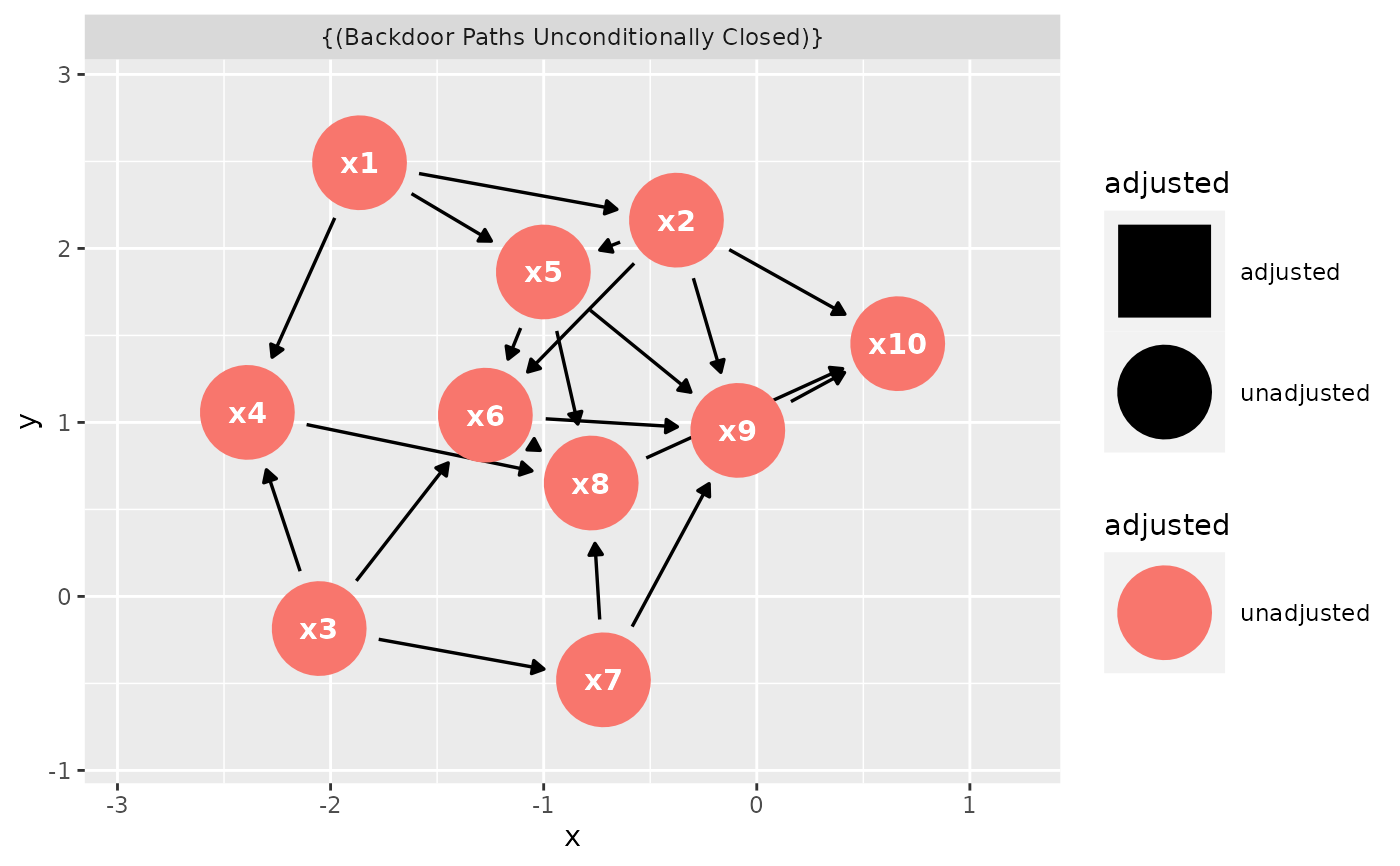 {(Backdoor Paths Unconditionally Closed)}
3
2
1
0
-1
y
x1
x2
x5
x10
x4
x6
x9
x8
x3
x7
-3
-2
-1
0
1
x
adjusted
adjusted
unadjusted
adjusted
unadjusted